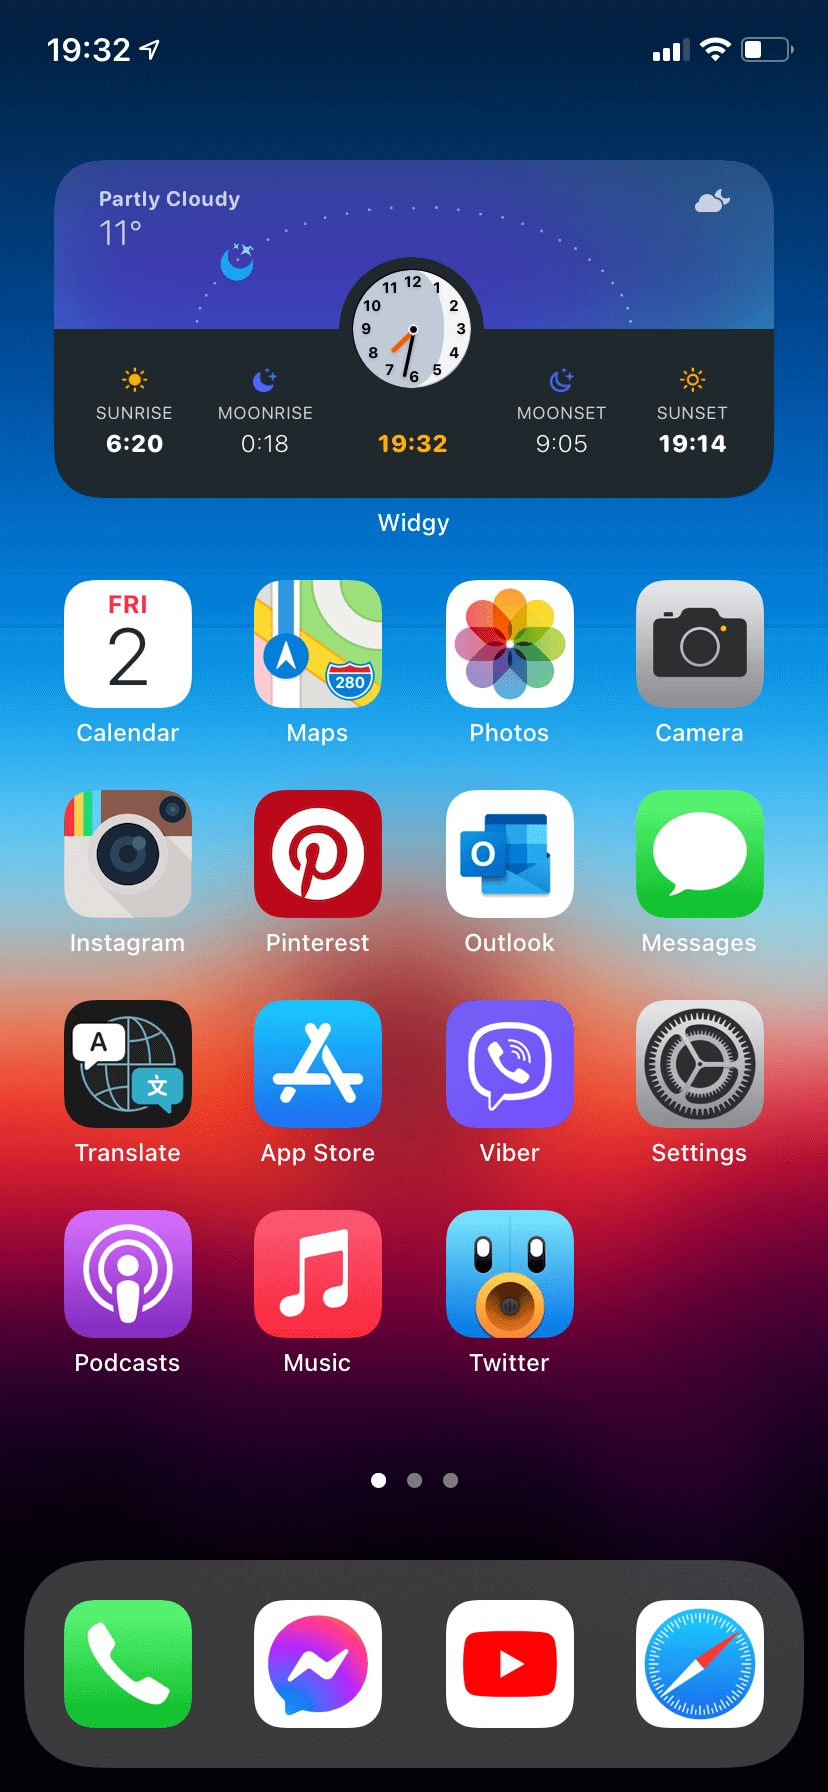 19:32
Partly Cloudy
11°
11 12 1
10 2
9 3
8 4
7 6 5
SUNRISE MOONRISE MOONSET SUNSET
6:20 0:18 19:32 9:05 19:14
Widgy
FRI
2
280
Calendar Maps Photos Camera
O
Instagram Pinterest Outlook Messages
A
文
Translate App Store Viber Settings
Podcasts Music Twitter